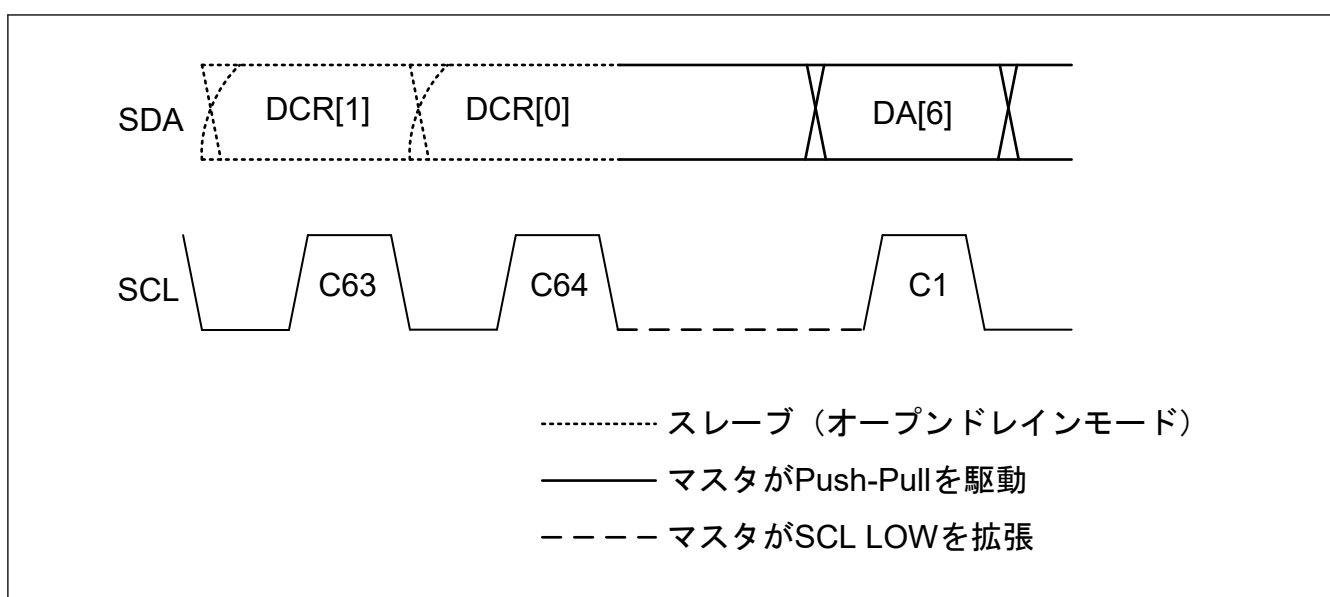 SDA DCR[1] DCR[0] DA[6]
SCL C63 C64 C1
スレーブ（オープンドレインモード）
マスタがPush-Pullを駆動
マスタがSCL LOWを拡張